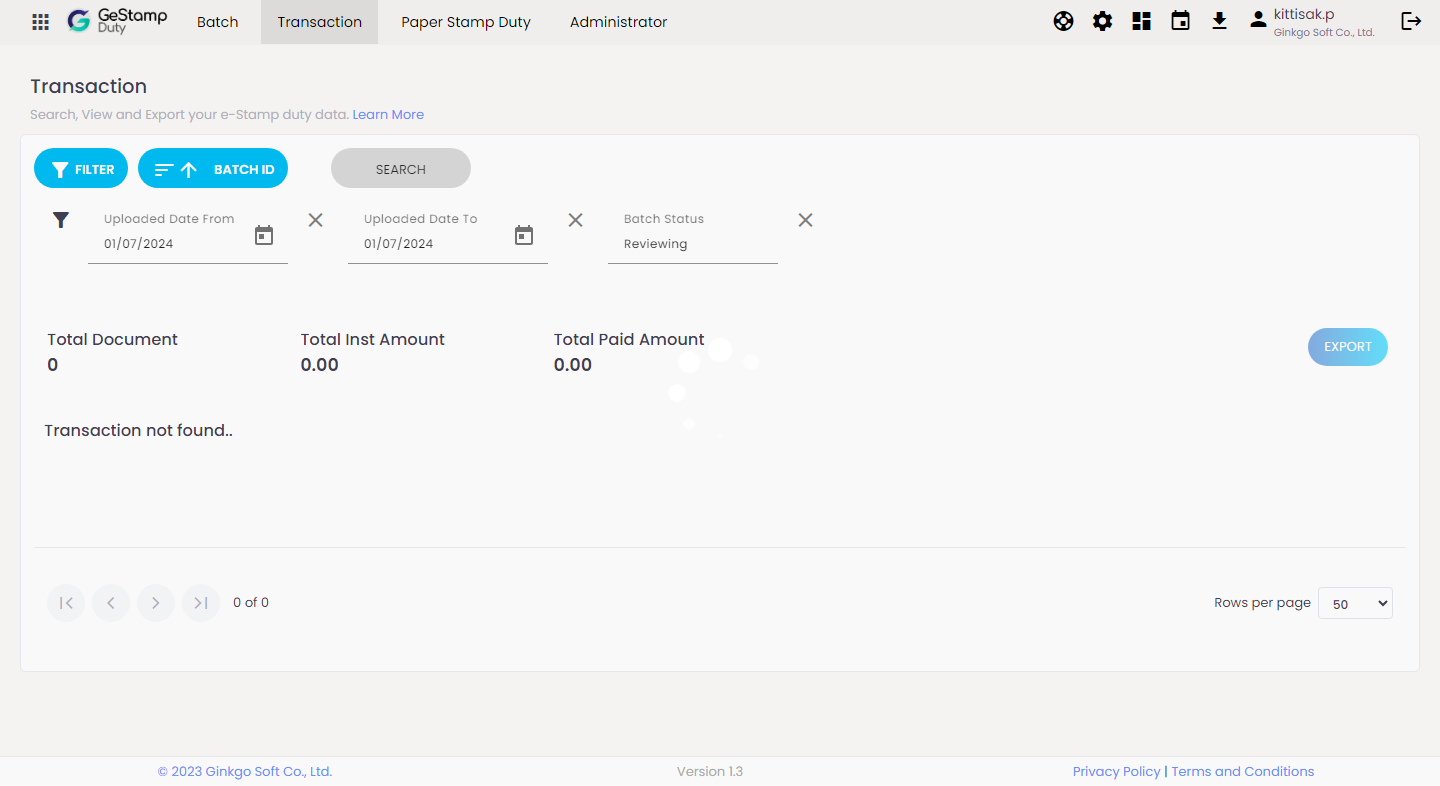 GeStamp Duty Batch Transaction Paper Stamp Duty Administrator kittisak.p
Ginkgo Soft Co., Ltd.
Transaction
Search, View and Export your e-Stamp duty data. Learn More
FILTER BATCH ID SEARCH
Uploaded Date From Uploaded Date To Batch Status
01/07/2024 01/07/2024 Reviewing
Total Document Total Inst Amount Total Paid Amount EXPORT
0 0.00 0.00
Transaction not found..
0 of 0 Rows per page 50
© 2023 Ginkgo Soft Co., Ltd. Version 1.3 Privacy Policy | Terms and Conditions